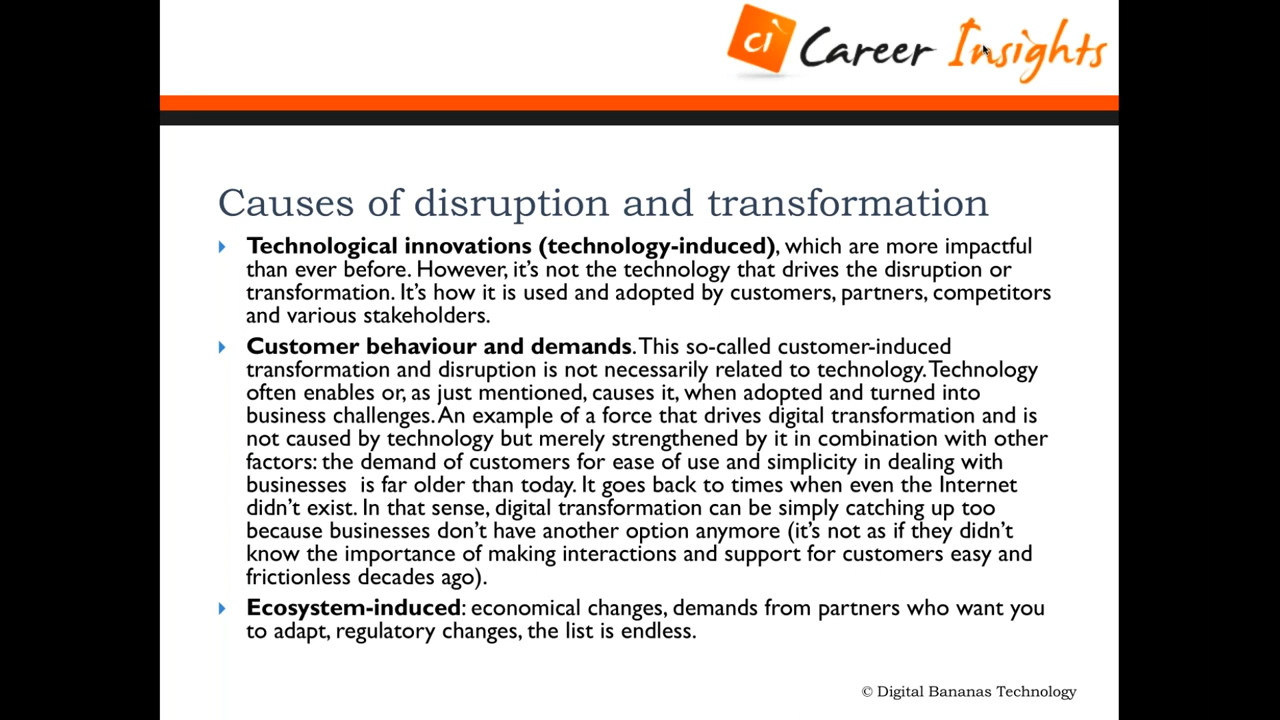 ci Career Insights
Causes of disruption and transformation
Technological innovations (technology-induced), which are more impactful
than ever before. However, it's not the technology that drives the disruption or
transformation. It's how it is used and adopted by customers, partners, competitors
and various stakeholders.
Customer behaviour and demands. This so-called customer-induced
transformation and disruption is not necessarily related to technology. Technology
often enables or, as just mentioned, causes it, when adopted and turned into
business challenges. An example of a force that drives digital transformation and is
not caused by technology but merely strengthened by it in combination with other
factors: the demand of customers for ease of use and simplicity in dealing with
businesses is far older than today. It goes back to times when even the Internet
didn't exist. In that sense, digital transformation can be simply catching up too
because businesses don't have another option anymore (it's not as if they didn't
know the importance of making interactions and support for customers easy and
frictionless decades ago).
Ecosystem-induced: economical changes, demands from partners who want you
to adapt, regulatory changes, the list is endless.
© Digital Bananas Technology